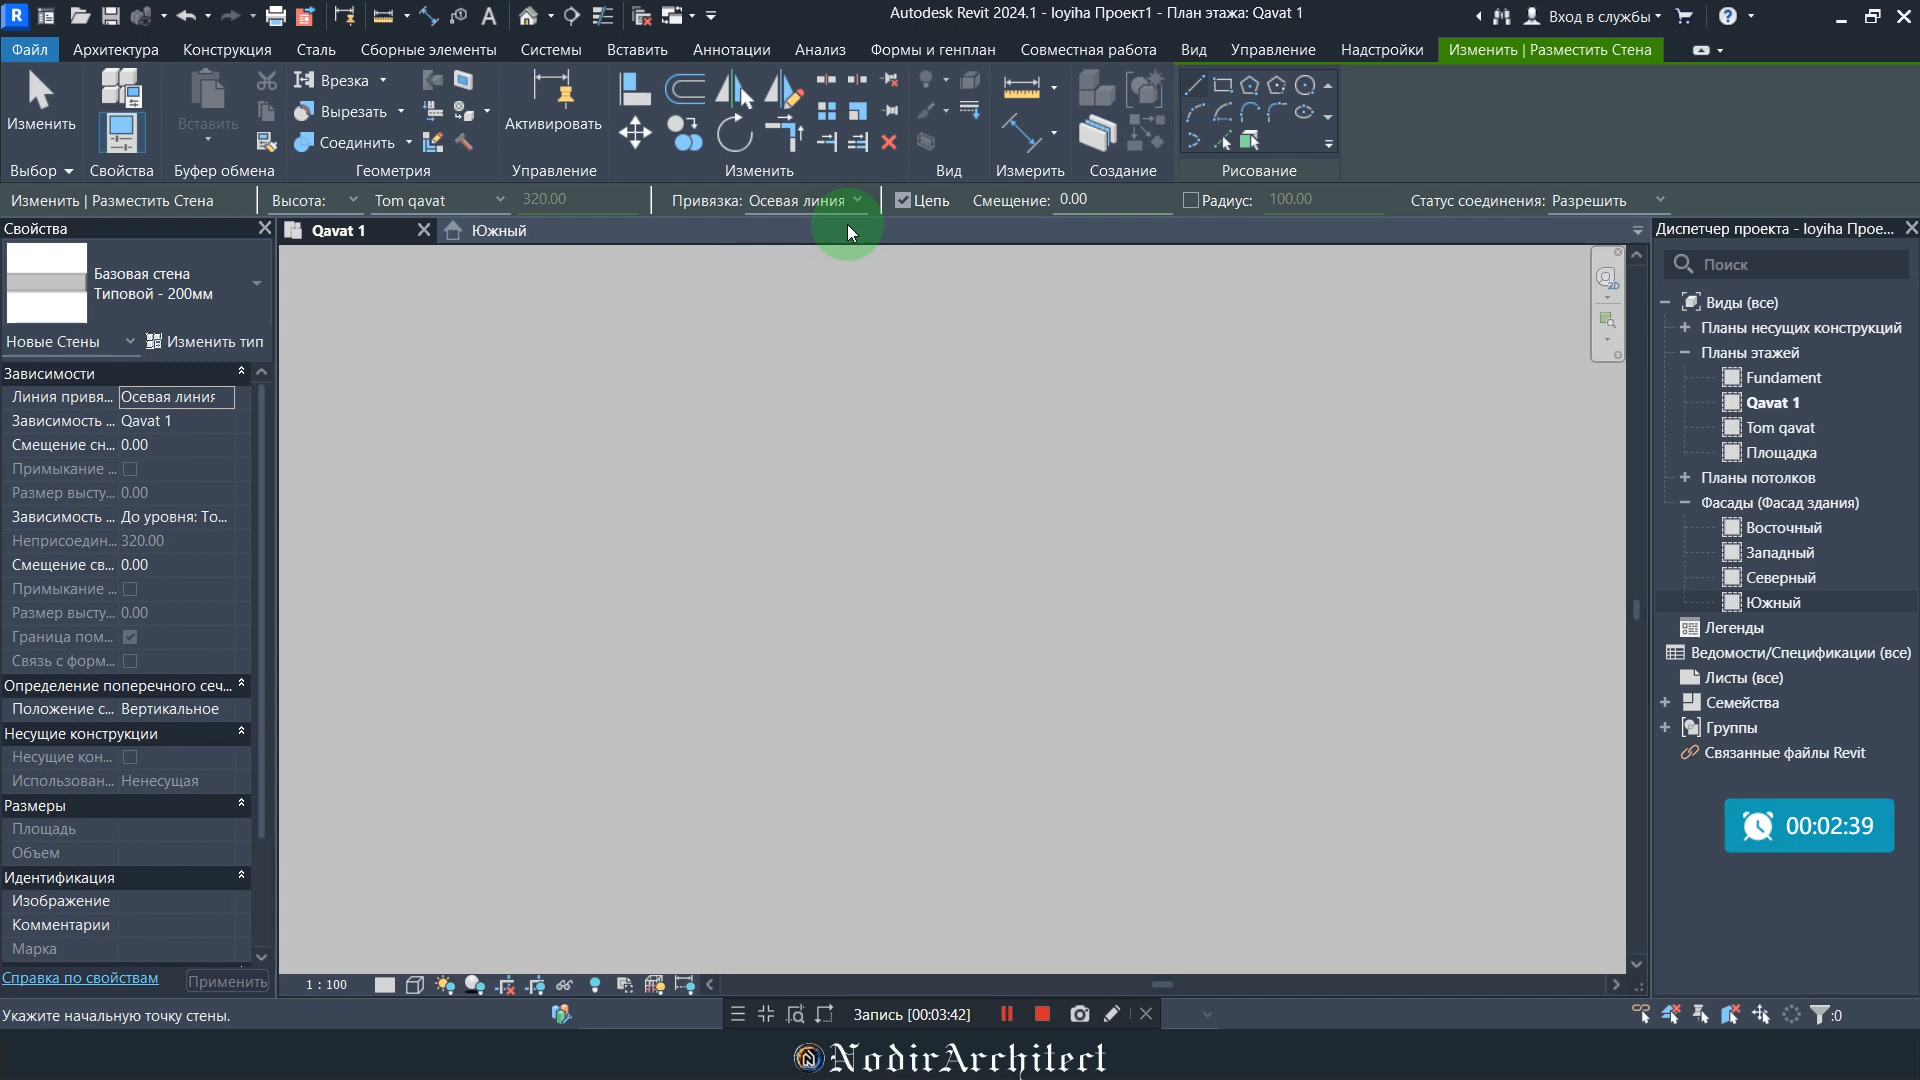 Autodesk Revit 2024.1 - loyiha Проект1 - План этажа: Qavat 1
Вход в службы
Файл Архитектура Конструкция Сталь Сборные элементы Системы Вставить Аннотации Анализ Формы и генплан Совместная работа Вид Управление Надстройки Изменить | Разместить Стена
Изменить
Вставить
Врезка
Вырезать
Соединить
Активировать
Выбор Свойства Буфер обмена Геометрия Управление Изменить Вид Измерить Создание Рисование
Изменить | Разместить Стена Высота: Tom qavat 320.00 Привязка: Осевая линия Цепь Смещение: 0.00 Радиус: 100.00 Статус соединения: Разрешить
Свойства
Qavat 1
Южный
Базовая стена
Типовой - 200мм
Новые Стены Изменить тип
Зависимости
Линия привя... Осевая линия
Зависимость ... Qavat 1
Смещение сн... 0.00
Примыкание ...
Размер высту... 0.00
Зависимость ... До уровня: To...
Неприсоедин... 320.00
Смещение св... 0.00
Примыкание ...
Размер высту... 0.00
Граница пом...
Связь с форм...
Определение поперечного сеч...
Положение с... Вертикальное
Несущие конструкции
Несущие кон...
Использован... Ненесущая
Размеры
Площадь
Объем
Идентификация
Изображение
Комментарии
Марка
Справка по свойствам Применить
2D
Диспетчер проекта - loyiha Прое...
Поиск
Виды (все)
Планы несущих конструкций
Планы этажей
Fundament
Qavat 1
Tom qavat
Площадка
Планы потолков
Фасады (Фасад здания)
Восточный
Западный
Северный
Южный
Легенды
Ведомости/Спецификации (все)
Листы (все)
Семейства
Группы
Связанные файлы Revit
00:02:39
1 : 100
Укажите начальную точку стены.
Запись [00:03:42]
:0
NodirArchitect